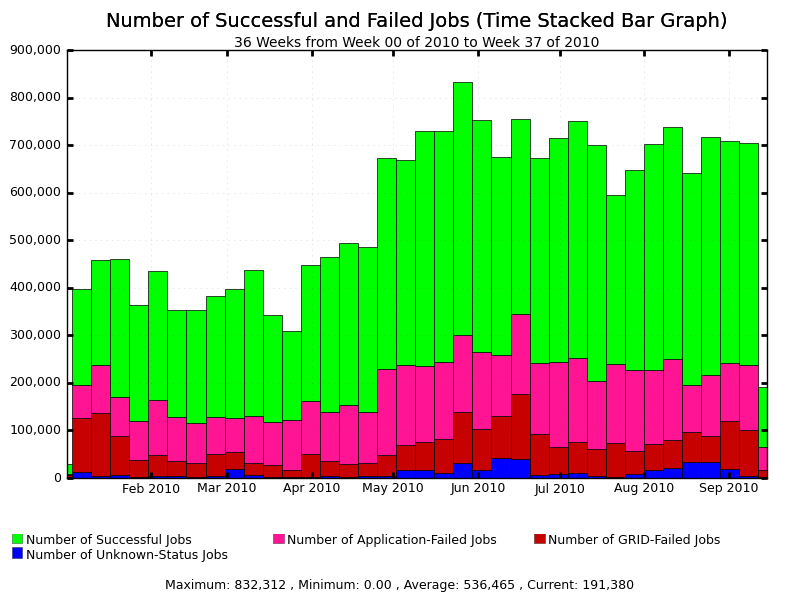 Number of Successful and Failed Jobs (Time Stacked Bar Graph)
36 Weeks from Week 00 of 2010 to Week 37 of 2010
900,000
800,000
700,000
600,000
500,000
400,000
300,000
200,000
100,000
0
Feb 2010 Mar 2010 Apr 2010 May 2010 Jun 2010 Jul 2010 Aug 2010 Sep 2010
Number of Successful Jobs Number of Application-Failed Jobs Number of GRID-Failed Jobs
Number of Unknown-Status Jobs
Maximum: 832,312 , Minimum: 0.00 , Average: 536,465 , Current: 191,380